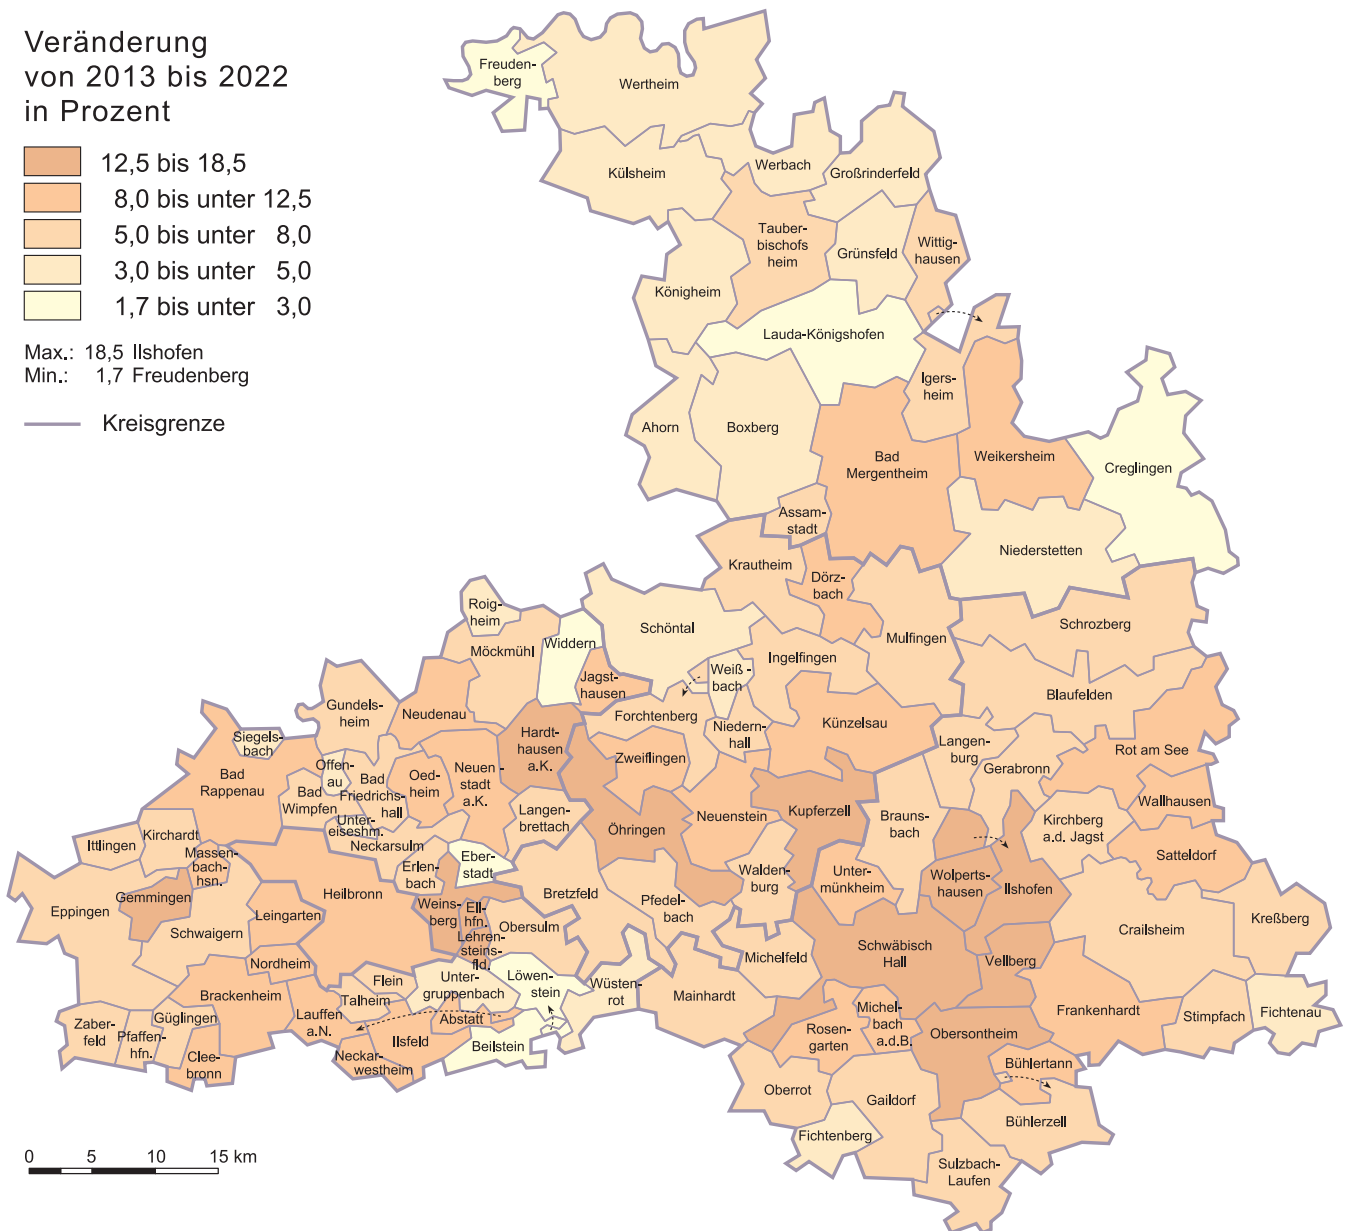 Veränderung
von 2013 bis 2022
in Prozent
12,5 bis 18,5
8,0 bis unter 12,5
5,0 bis unter 8,0
3,0 bis unter 5,0
1,7 bis unter 3,0
Max.: 18,5 Ilshofen
Min.: 1,7 Freudenberg
Kreisgrenze
Freuden-
berg
Wertheim
Külsheim
Werbach
Großrinderfeld
Tauber-
bischofs
heim
Grünsfeld
Wittig-
hausen
Königheim
Lauda-Königshofen
Igers-
heim
Ahorn
Boxberg
Bad
Mergentheim
Weikersheim
Creglingen
Assam-
stadt
Niederstetten
Krautheim
Dörz-
bach
Mulfingen
Schrozberg
Roig-
heim
Möckmühl
Widdern
Schöntal
Jagst-
hausen
Weiß -
bach
Ingelfingen
Blaufelden
Gundels-
heim
Neudenau
Hardt-
hausen
a.K.
Forchtenberg
Niedern-
hall
Künzelsau
Langen-
burg
Gerabronn
Rot am See
Siegels-
bach
Bad
Rappenau
Offen-
au
Bad
Wimpfen
Bad
Friedrichs-
hall
Oed-
heim
Neuen -
stadt
a.K.
Zweiflingen
Wallhausen
Unter-
eiseshm.
Neckarsulm
Langen-
brettach
Öhringen
Neuenstein
Kupferzell
Brauns-
bach
Kirchberg
a.d. Jagst
Satteldorf
Ittlingen
Kirchardt
Massen-
bach-
hsn.
Erlen-
bach
Eber-
stadt
Walden-
burg
Unter-
münkheim
Wolperts-
hausen
Ilshofen
Eppingen
Gemmingen
Schwaigern
Leingarten
Heilbronn
Weins-
berg
Ell-
hfn.
Lehren-
steins-
fld.
Obersulm
Bretzfeld
Pfedel-
bach
Michelfeld
Schwäbisch
Hall
Vellberg
Crailsheim
Kreßberg
Nordheim
Flein
Talheim
Unter-
gruppenbach
Löwen-
stein
Wüsten-
rot
Mainhardt
Brackenheim
Lauffen
a.N.
Abstatt
Ilsfeld
Beilstein
Neckar-
westheim
Zaber-
feld
Pfaffen-
hfn.
Güglingen
Clee-
bronn
Rosen-
garten
Michel-
bach
a.d.B.
Obersontheim
Frankenhardt
Stimpfach
Fichtenau
Oberrot
Gaildorf
Bühlertann
Bühlerzell
Fichtenberg
Sulzbach-
Laufen
0 5 10 15 km